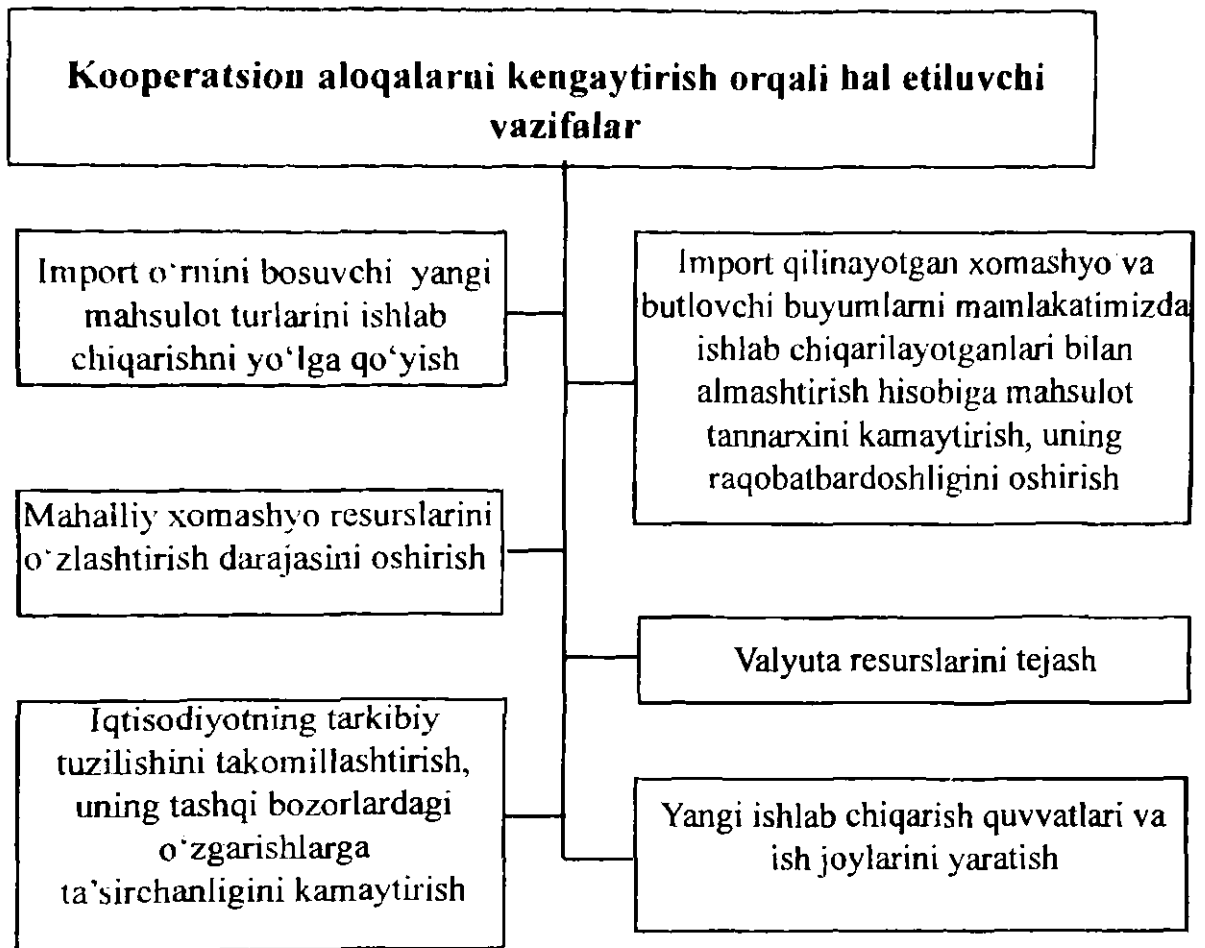 Kooperatsion aloqalarni kengaytirish orqali hal etiluvchi
vazifalar
Import o‘rnini bosuvchi yangi
mahsulot turlarini ishlab
chiqarishni yo‘lga qo‘yish
Import qilinayotgan xomashyo va
butlovchi buyumlarni mamlakatimizda
ishlab chiqarilayotganlari bilan
almashtirish hisobiga mahsulot
tannarxini kamaytirish, uning
raqobatbardoshligini oshirish
Mahalliy xomashyo resurslarini
o‘zlashtirish darajasini oshirish
Valyuta resurslarini tejash
Iqtisodiyotning tarkibiy
tuzilishini takomillashtirish,
uning tashqi bozorlardagi
o‘zgarishlarga
ta’sirchanligini kamaytirish
Yangi ishlab chiqarish quvvatlari va
ish joylarini yaratish